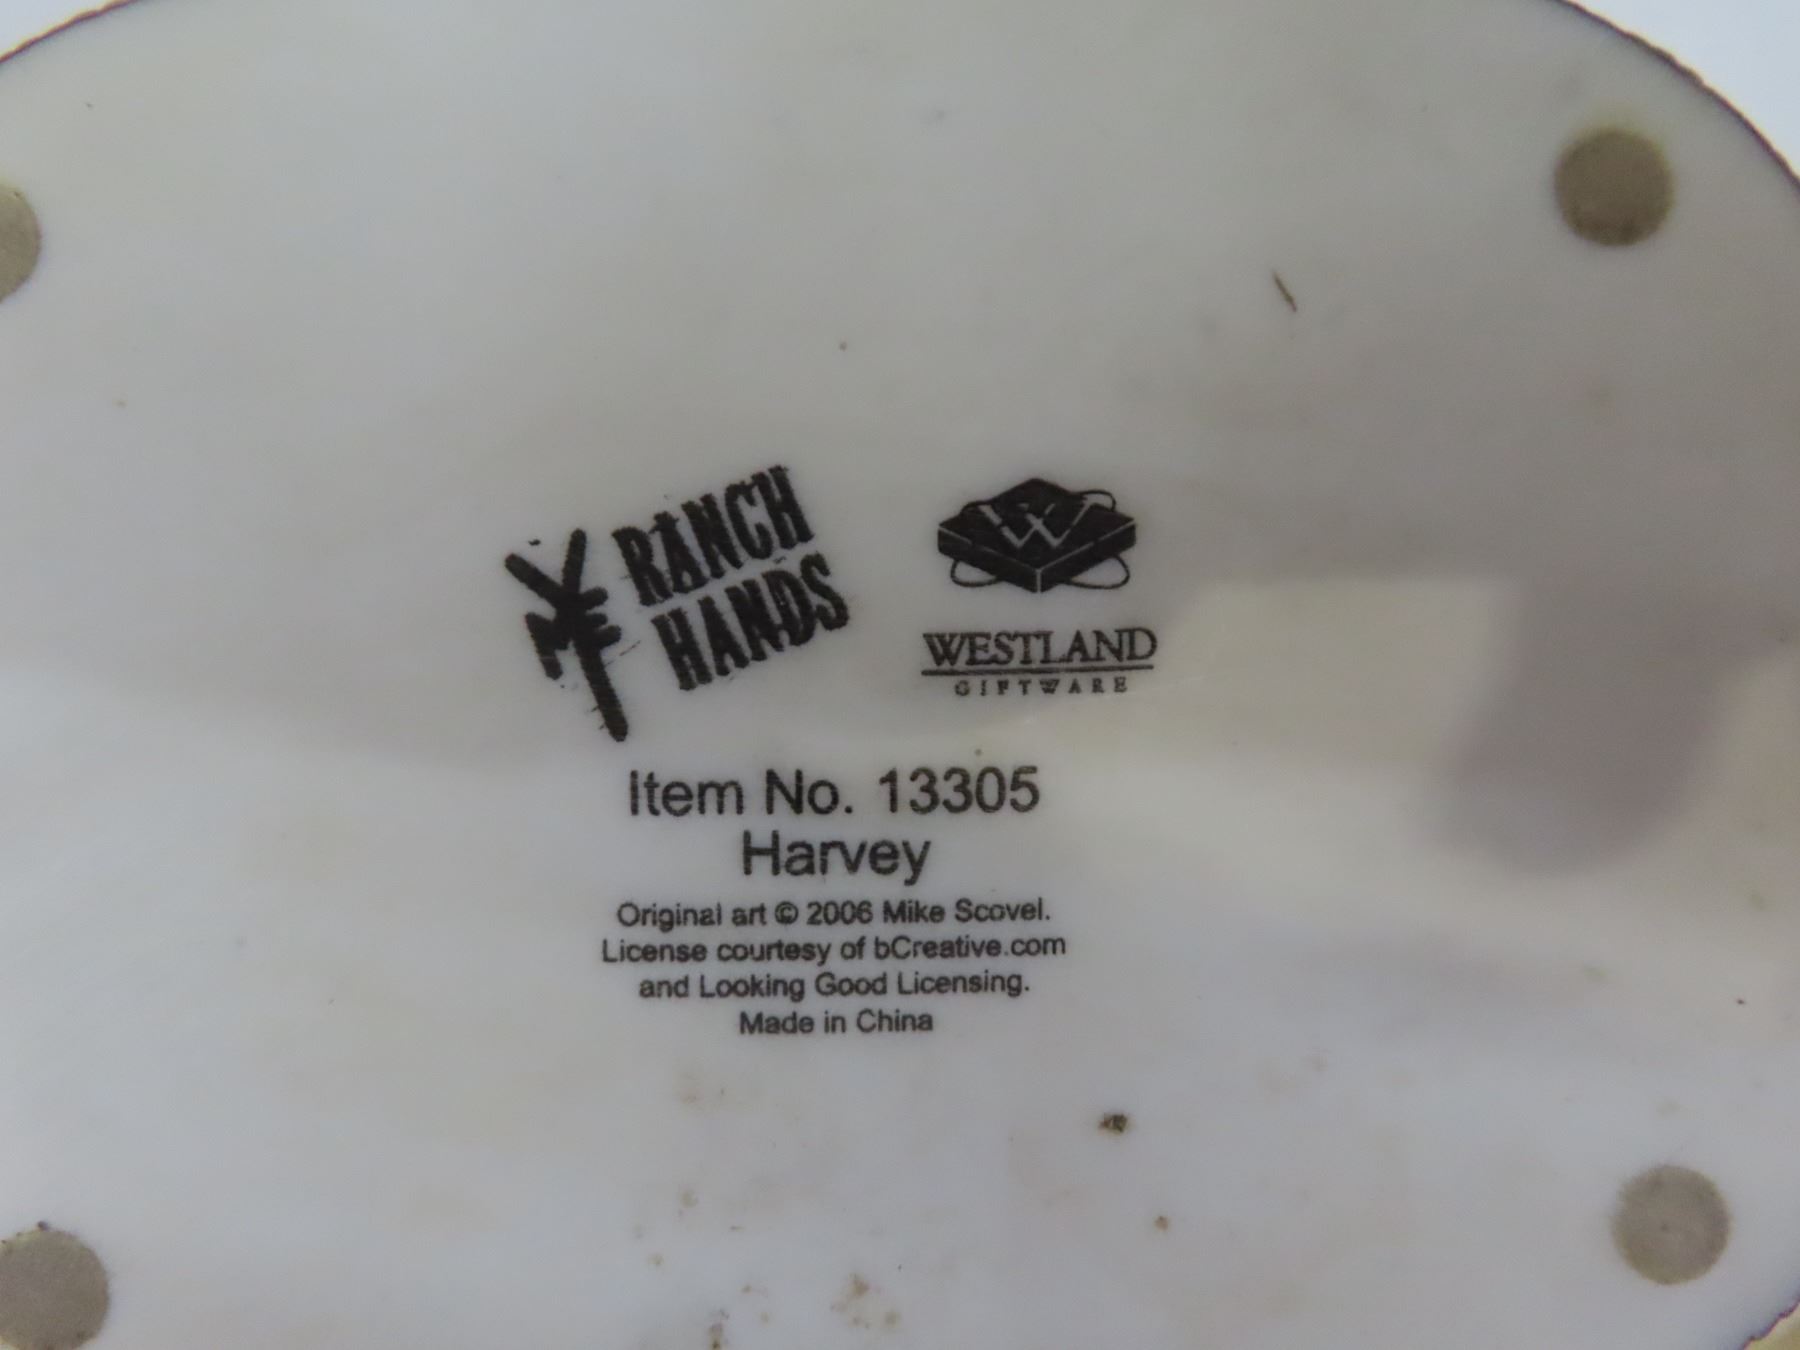 RANCH
HANDS
W
WESTLAND
GIFTWARE
Item No. 13305
Harvey
Original art © 2006 Mike Scovel.
License courtesy of bCreative.com
and Looking Good Licensing.
Made in China